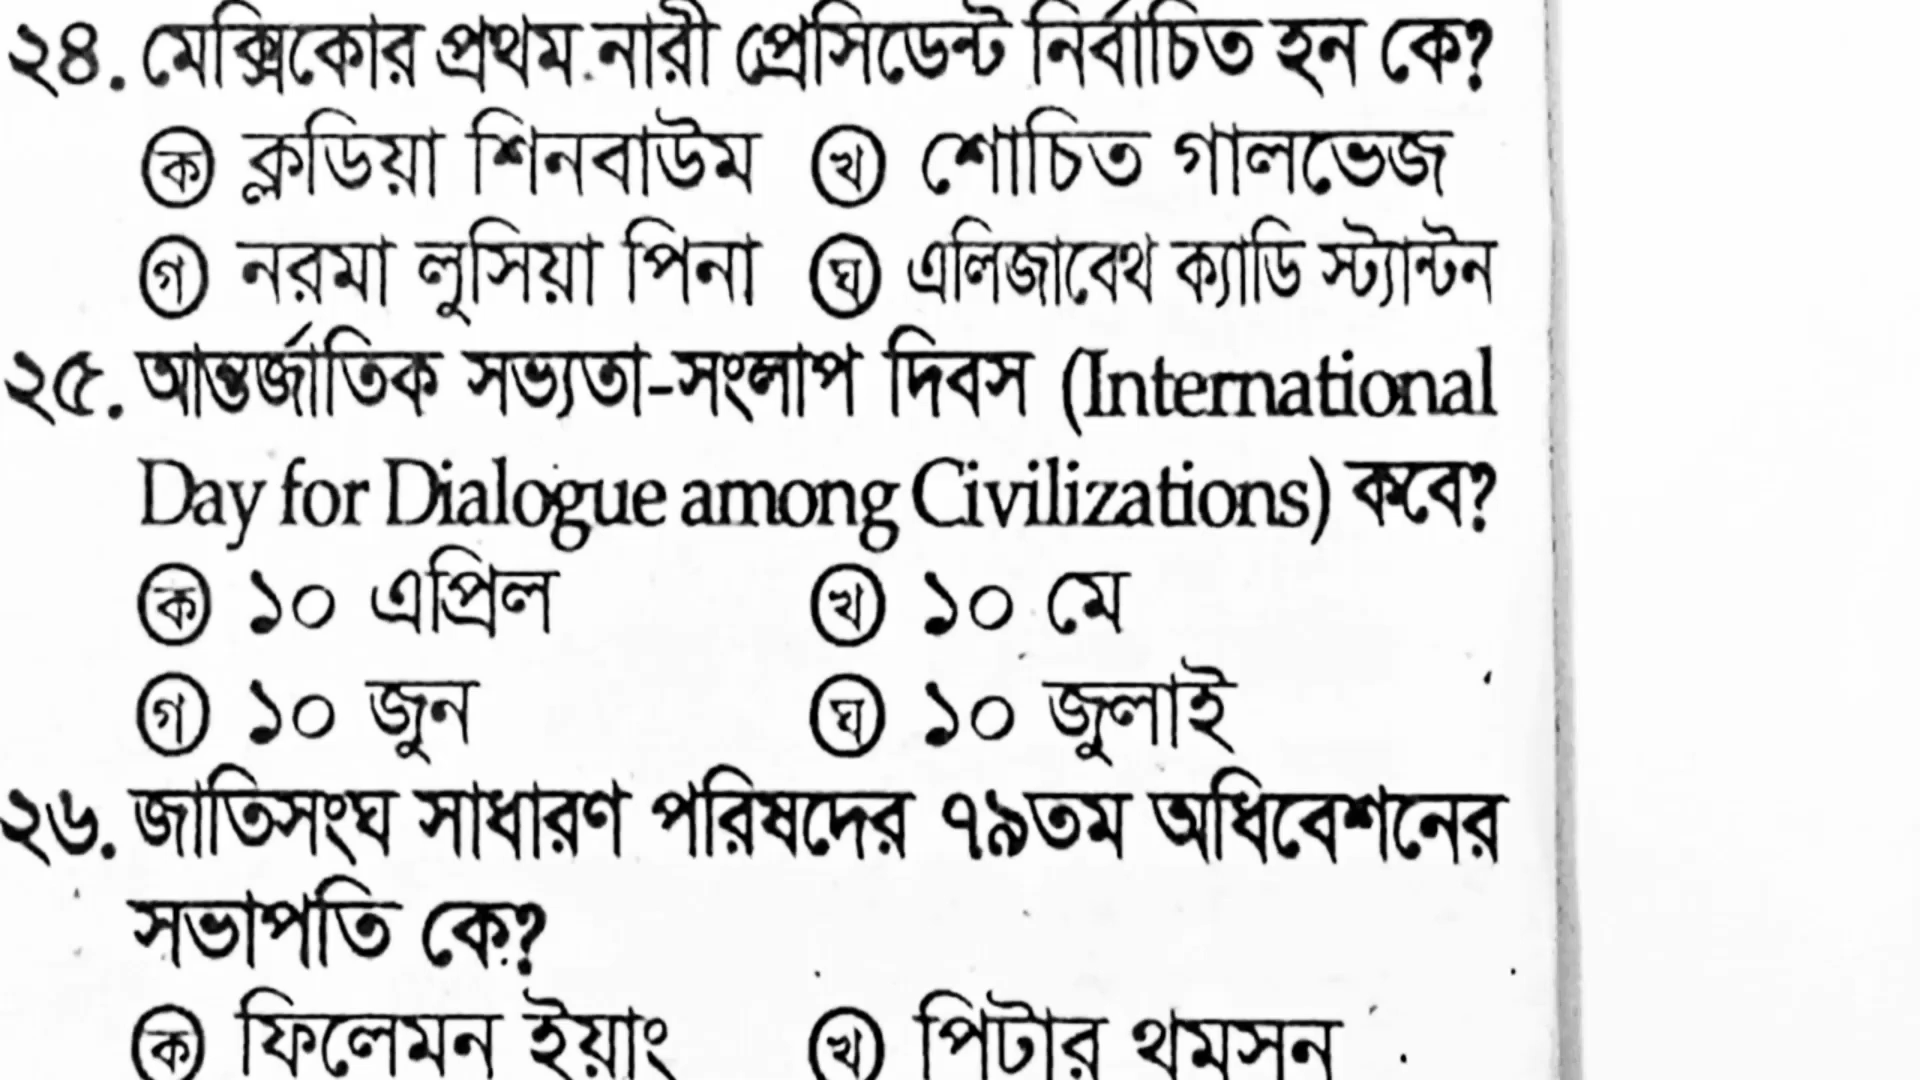 ২৪. মেক্সিকোর প্রথম নারী প্রেসিডেন্ট নির্বাচিত হন কে?
ক ক্লডিয়া শিনবাউম খ শোচিত গালভেজ
গ নরমা লুসিয়া পিনা ঘ এলিজাবেথ ক্যাডি স্ট্যান্টন
২৫. আন্তর্জাতিক সভ্যতা-সংলাপ দিবস (International
Day for Dialogue among Civilizations) কবে?
ক ১০ এপ্রিল খ ১০ মে
গ ১০ জুন ঘ ১০ জুলাই
২৬. জাতিসংঘ সাধারণ পরিষদের ৭৯তম অধিবেশনের
সভাপতি কে?
ক ফিলেমন ইয়াং খ পিটার থমসন